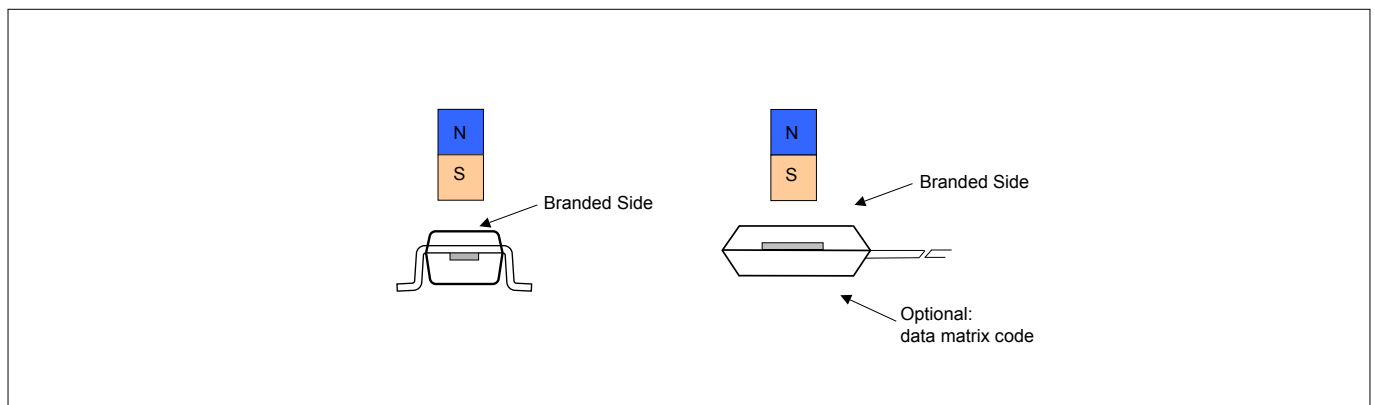 N
S
Branded Side
N
S
Branded Side
Optional:
data matrix code